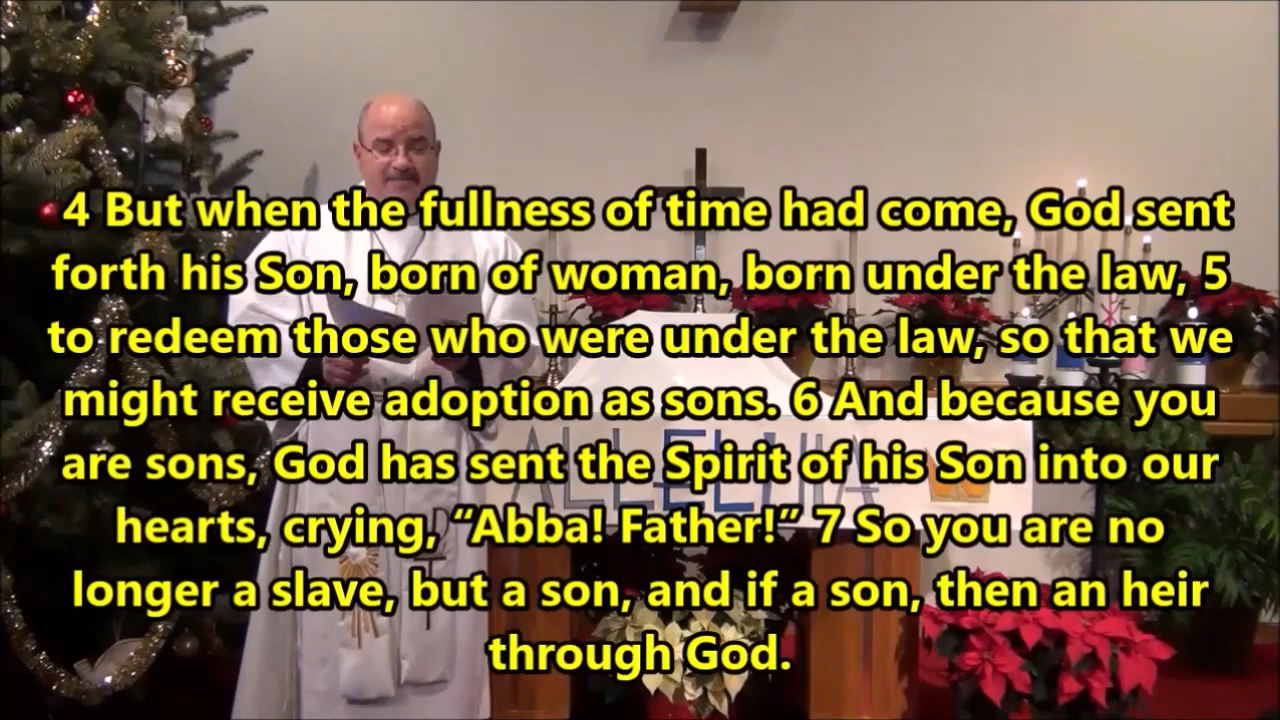 4 But when the fullness of time had come, God sent
forth his Son, born of woman, born under the law, 5
to redeem those who were under the law, so that we
might receive adoption as sons. 6 And because you
are sons, God has sent the Spirit of his Son into our
hearts, crying, “Abba! Father!” 7 So you are no
longer a slave, but a son, and if a son, then an heir
through God.
ALLELUIA